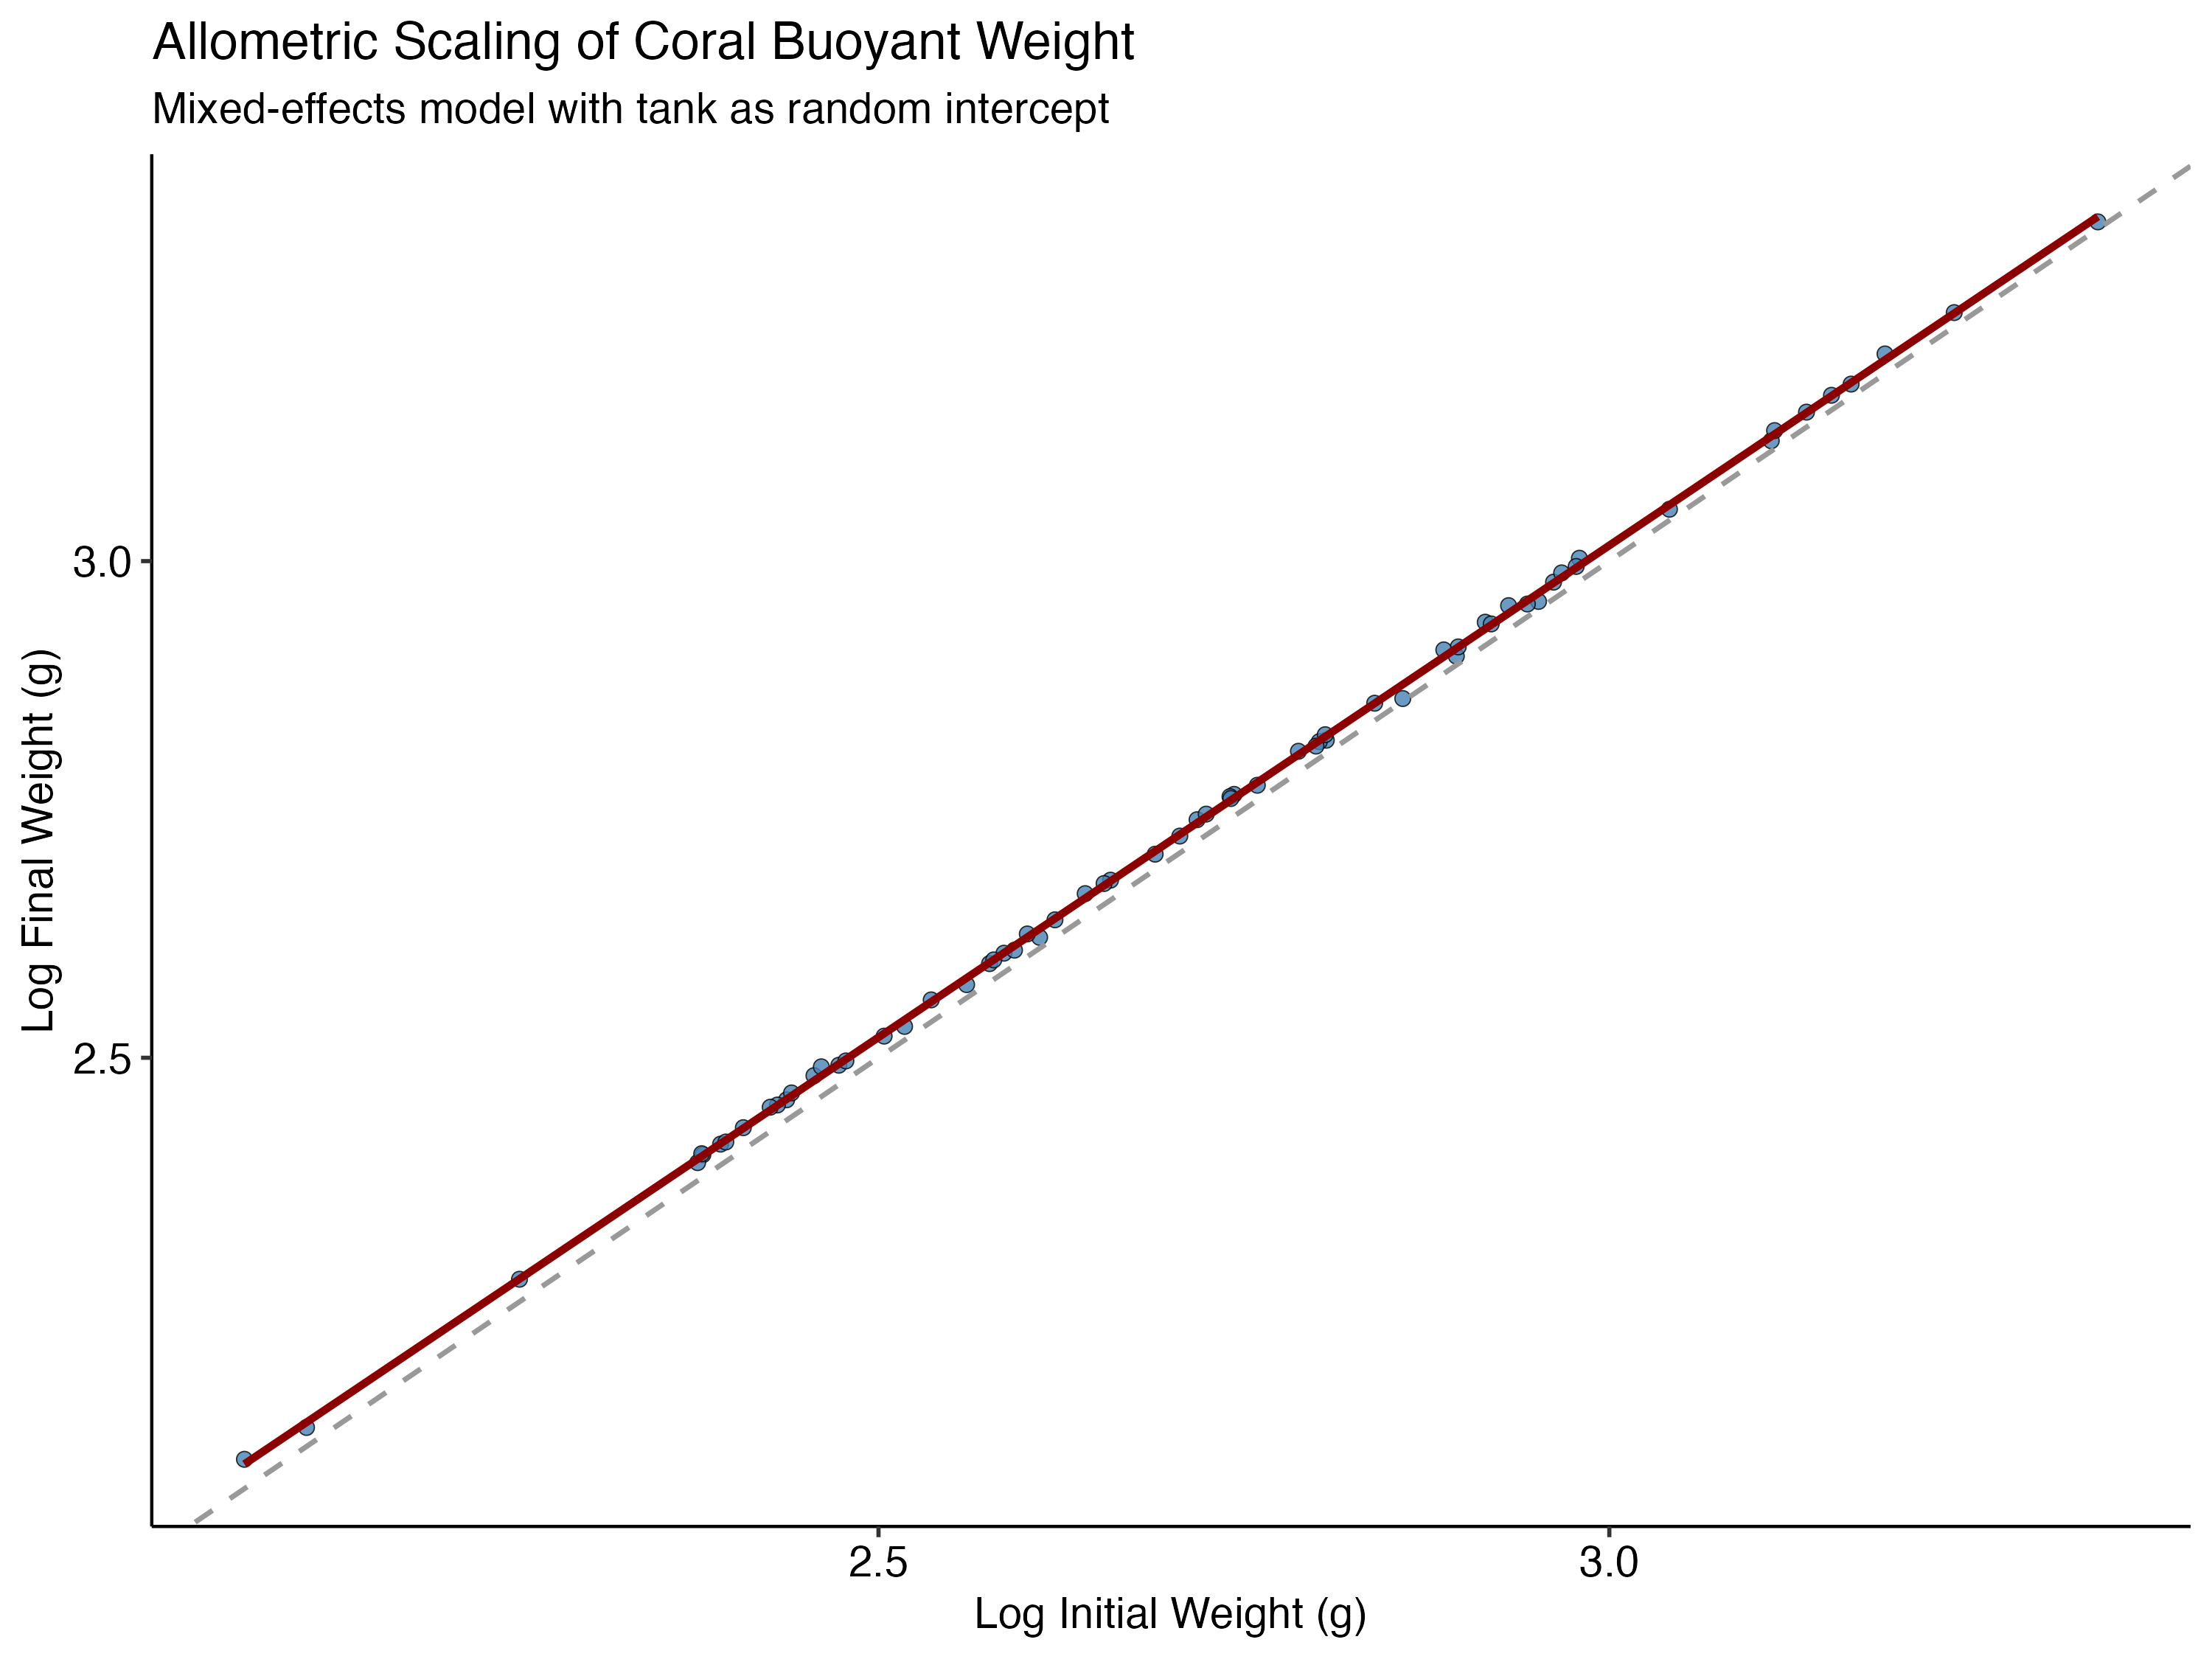 Allometric Scaling of Coral Buoyant Weight
Mixed-effects model with tank as random intercept
3.0
2.5
Log Final Weight (g)
2.5
3.0
Log Initial Weight (g)